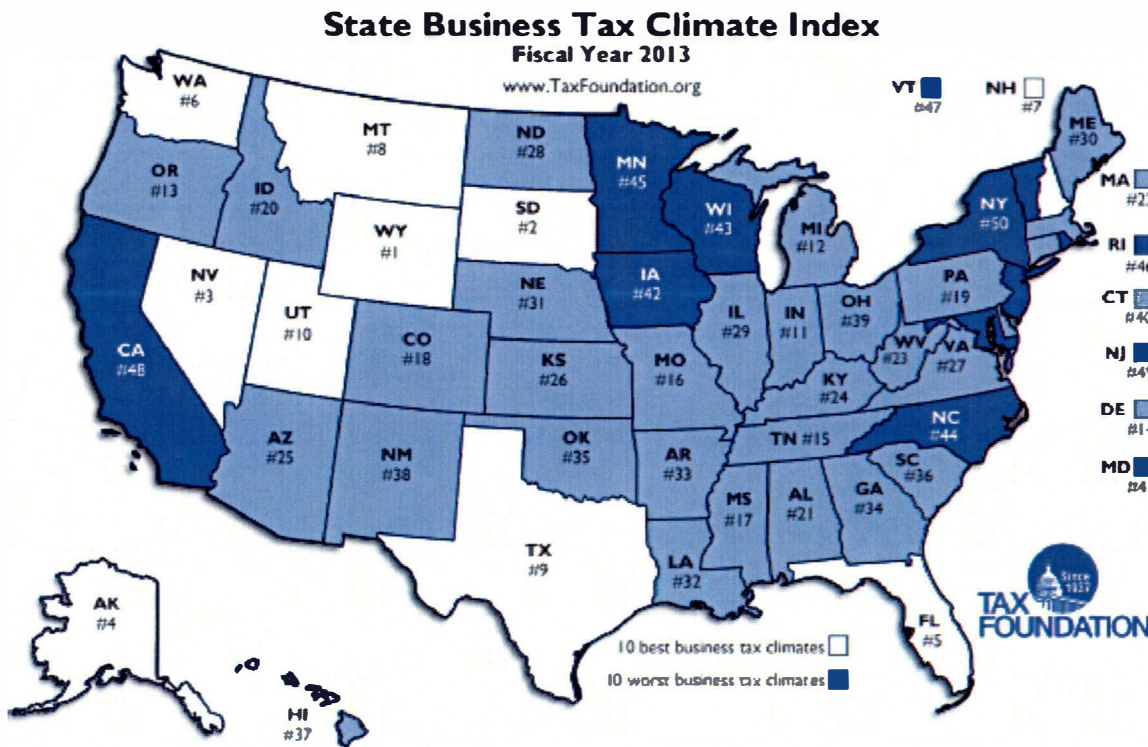 State Business Tax Climate Index
Fiscal Year 2013
www.TaxFoundation.org
VT
#47
NH
#7
WA
#6
MT
#8
ND
#28
MN
#45
ME
#30
OR
#13
ID
#20
WY
#1
SD
#2
WI
#43
MI
#12
NY
#50
MA
RI
NV
#3
UT
#10
CO
#18
NE
#31
IA
#42
IL
#29
IN
#11
OH
#39
PA
#19
CT
CA
#48
KS
#26
MO
#16
KY
#24
WV
#23
VA
#27
NJ
AZ
#25
NM
#38
OK
#35
AR
#33
TN #15
NC
#44
SC
#36
DE
MD
MS
#17
AL
#21
GA
#34
TX
#9
LA
#32
FL
#5
AK
#4
HI
#37
10 best business tax climates
10 worst business tax climates
Since
1937
TAX
FOUNDATION